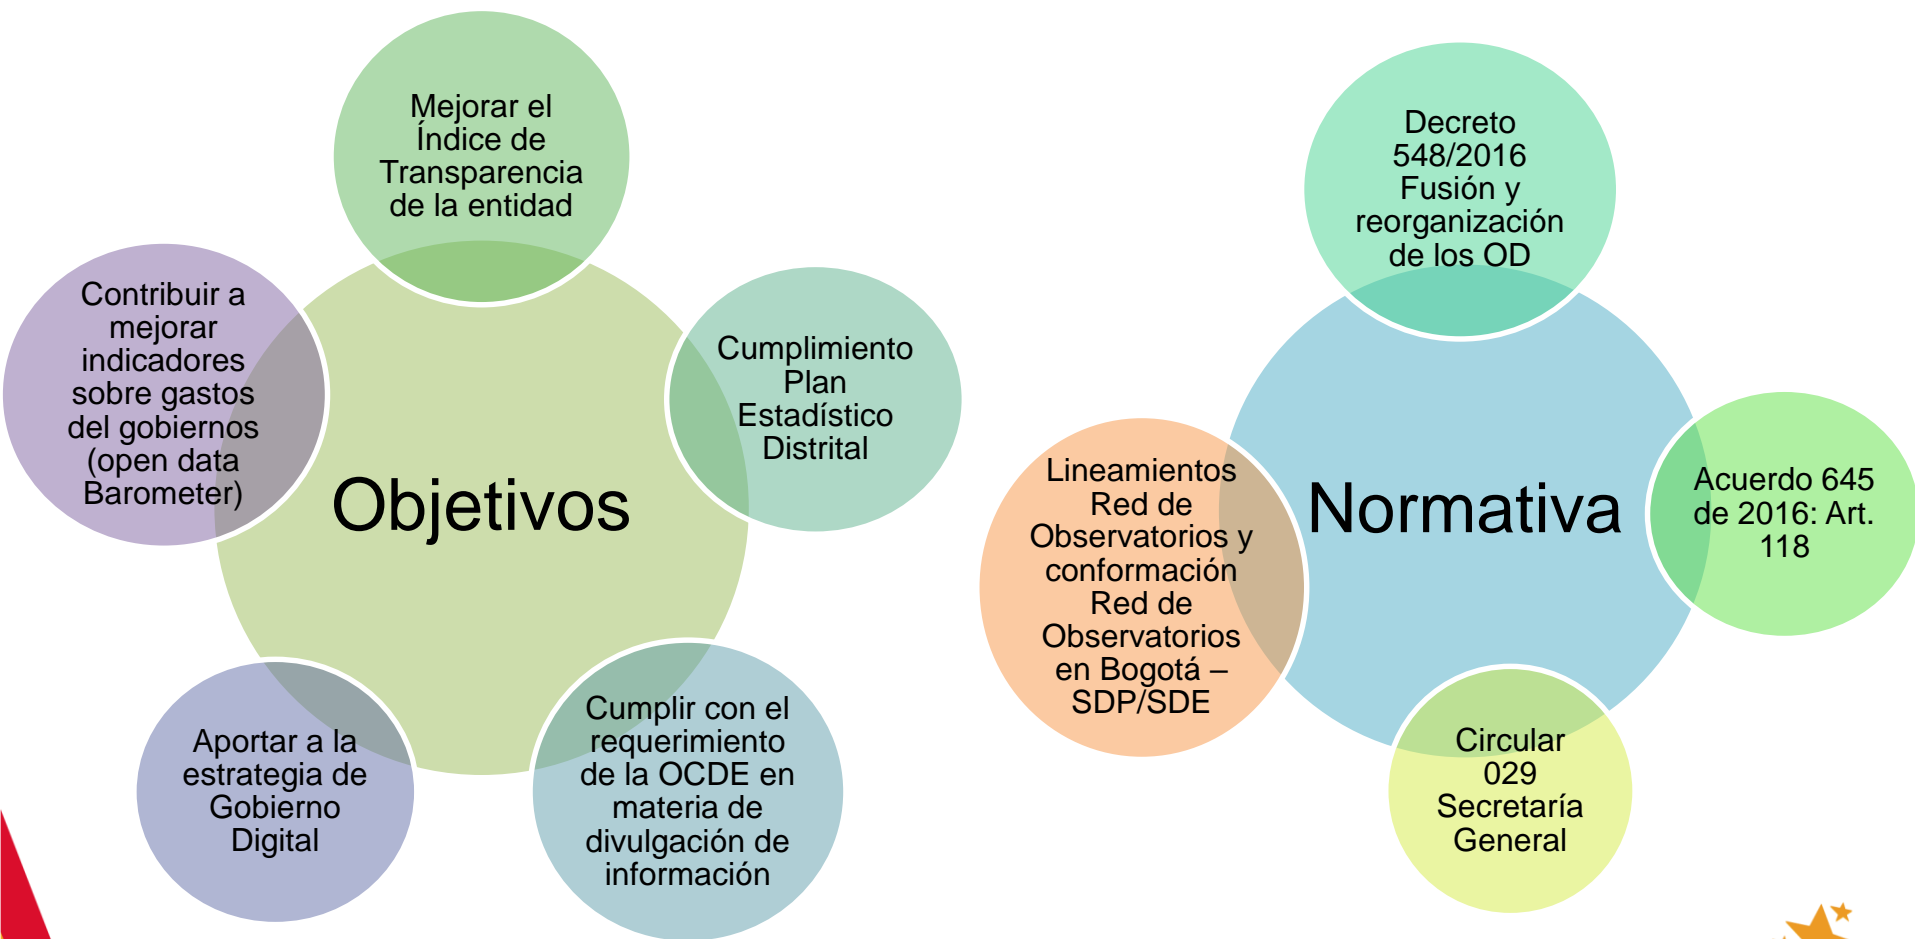 Mejorar el
Índice de
Transparencia
de la entidad
Contribuir a
mejorar
indicadores
sobre gastos
del gobiernos
(open data
Barometer)
Cumplimiento
Plan
Estadístico
Distrital
Objetivos
Aportar a la
estrategia de
Gobierno
Digital
Cumplir con el
requerimiento
de la OCDE en
materia de
divulgación de
información
Decreto
548/2016
Fusión y
reorganización
de los OD
Lineamientos
Red de
Observatorios y
conformación
Red de
Observatorios
en Bogotá –
SDP/SDE
Normativa
Acuerdo 645
de 2016: Art.
118
Circular
029
Secretaría
General